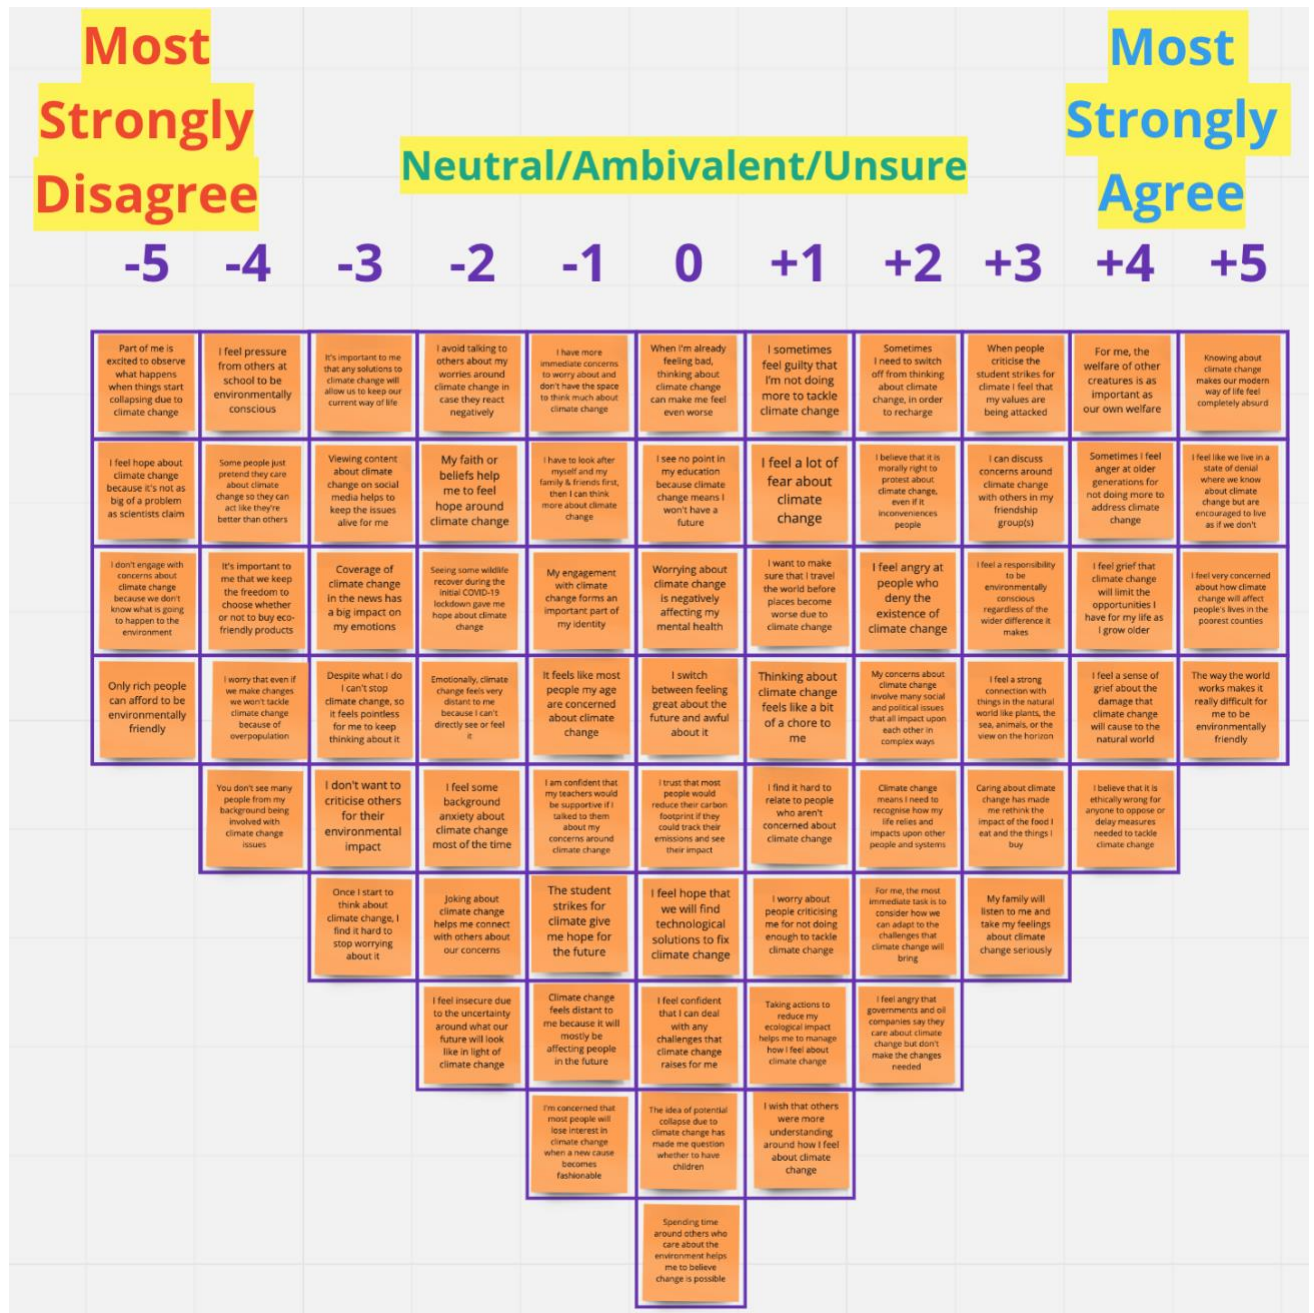 Most
Strongly
Disagree
Neutral/Ambivalent/Unsure
Most
Strongly
Agree
-5 -4 -3 -2 -1 0 +1 +2 +3 +4 +5
Part of me is
excited to observe
what happens
when things start
collapsing due to
climate change
I feel pressure
from others at
school to be
environmentally
conscious
It's important to me
that any solutions to
climate change will
allow us to keep our
current way of life
I avoid talking to
others about my
worries around
climate change in
case they react
negatively
I have more
immediate concerns
to worry about and
don't have the space
to think much about
climate change
When I'm already
feeling bad,
thinking about
climate change
can make me feel
even worse
I sometimes
feel guilty that
I'm not doing
more to tackle
climate change
Sometimes
I need to switch
off from thinking
about climate
change, in order
to recharge
When people
criticise the
student strikes for
climate I feel that
my values are
being attacked
For me, the
welfare of other
creatures is as
important as
our own welfare
Knowing about
climate change
makes our modern
way of life feel
completely absurd
I feel hope about
climate change
because it's not as
big of a problem
as scientists claim
Some people just
pretend they care
about climate
change so they can
act like they're
better than others
Viewing content
about climate
change on social
media helps to
keep the issues
alive for me
My faith or
beliefs help
me to feel
hope around
climate change
I have to look after
myself and my
family & friends first,
then I can think
more about climate
change
I see no point in
my education
because climate
change means I
won't have a
future
I feel a lot of
fear about
climate
change
I believe that it is
morally right to
protest about
climate change,
even if it
inconveniences
people
I can discuss
concerns around
climate change
with others in my
friendship
group(s)
Sometimes I feel
anger at older
generations for
not doing more to
address climate
change
I feel like we live in a
state of denial
where we know
about climate
change but are
encouraged to live
as if we don't
I don't engage with
concerns about
climate change
because we don't
know what is going
to happen to the
environment
It's important to
me that we keep
the freedom to
choose whether
or not to buy eco-
friendly products
Coverage of
climate change
in the news has
a big impact on
my emotions
Seeing some wildlife
recover during the
initial COVID-19
lockdown gave me
hope about climate
change
My engagement
with climate
change forms an
important part of
my identity
Worrying about
climate change
is negatively
affecting my
mental health
I want to make
sure that I travel
the world before
places become
worse due to
climate change
I feel angry at
people who
deny the
existence of
climate change
I feel a responsibility
to be
environmentally
conscious
regardless of the
wider difference it
makes
I feel grief that
climate change
will limit the
opportunities I
have for my life as
I grow older
I feel very concerned
about how climate
change will affect
people's lives in the
poorest counties
Only rich people
can afford to be
environmentally
friendly
I worry that even if
we make changes
we won't tackle
climate change
because of
overpopulation
Despite what I do
I can't stop
climate change, so
it feels pointless
for me to keep
thinking about it
Emotionally, climate
change feels very
distant to me
because I can't
directly see or feel
it
It feels like most
people my age
are concerned
about climate
change
I switch
between feeling
great about the
future and awful
about it
Thinking about
climate change
feels like a bit
of a chore to
me
My concerns about
climate change
involve many social
and political issues
that all impact upon
each other in
complex ways
I feel a strong
connection with
things in the natural
world like plants, the
sea, animals, or the
view on the horizon
I feel a sense of
grief about the
damage that
climate change
will cause to the
natural world
The way the world
works makes it
really difficult for
me to be
environmentally
friendly
You don't see many
people from my
background being
involved with
climate change
issues
I don't want to
criticise others
for their
environmental
impact
I feel some
background
anxiety about
climate change
most of the time
I am confident that
my teachers would
be supportive if I
talked to them
about my
concerns around
climate change
I trust that most
people would
reduce their carbon
footprint if they
could track their
emissions and see
their impact
I find it hard to
relate to people
who aren't
concerned about
climate change
Climate change
means I need to
recognise how my
life relies and
impacts upon other
people and systems
Caring about climate
change has made
me rethink the
impact of the food I
eat and the things I
buy
I believe that it is
ethically wrong for
anyone to oppose or
delay measures
needed to tackle
climate change
Once I start to
think about
climate change, I
find it hard to
stop worrying
about it
Joking about
climate change
helps me connect
with others about
our concerns
The student
strikes for
climate give
me hope for
the future
I feel hope that
we will find
technological
solutions to fix
climate change
I worry about
people criticising
me for not doing
enough to tackle
climate change
For me, the most
immediate task is to
consider how we
can adapt to the
challenges that
climate change will
bring
My family will
listen to me and
take my feelings
about climate
change seriously
I feel insecure due
to the uncertainty
around what our
future will look
like in light of
climate change
Climate change
feels distant to
me because it will
mostly be
affecting people
in the future
I feel confident
that I can deal
with any
challenges that
climate change
raises for me
Taking actions to
reduce my
ecological impact
helps me to manage
how I feel about
climate change
I feel angry that
governments and oil
companies say they
care about climate
change but don't
make the changes
needed
I'm concerned that
most people will
lose interest in
climate change
when a new cause
becomes
fashionable
The idea of potential
collapse due to
climate change has
made me question
whether to have
children
I wish that others
were more
understanding
around how I feel
about climate
change
Spending time
around others who
care about the
environment helps
me to believe
change is possible